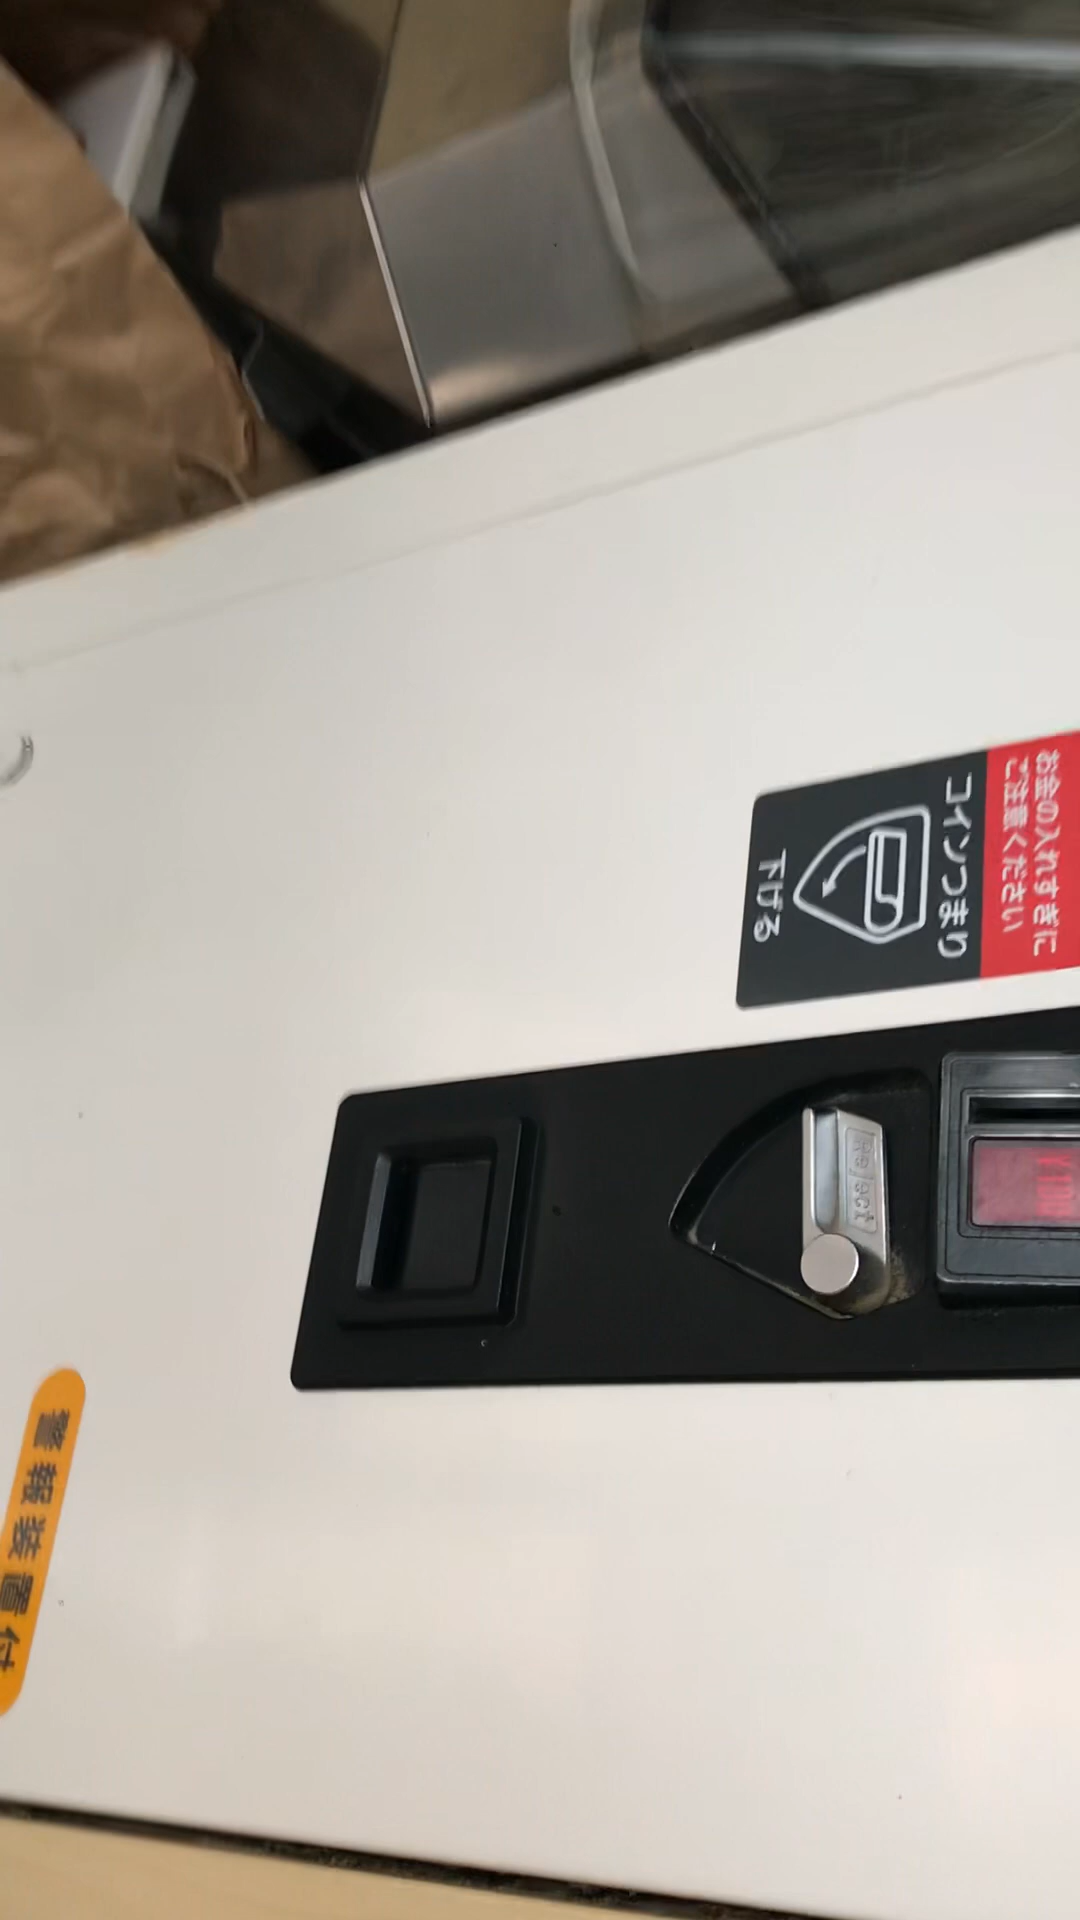 お金の入れすぎに
ご注意ください
コインつまり
下げる
Reject
警報装置付